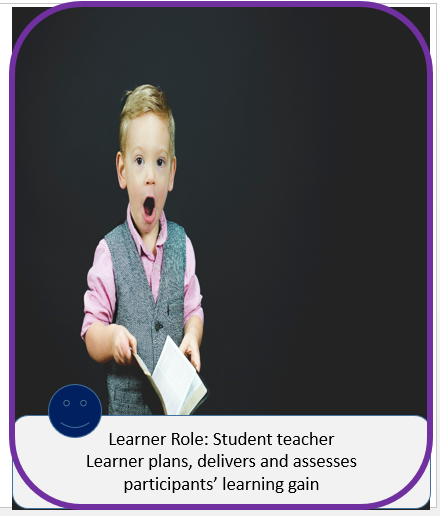 Learner Role: Student teacher
Learner plans, delivers and assesses
participants’ learning gain